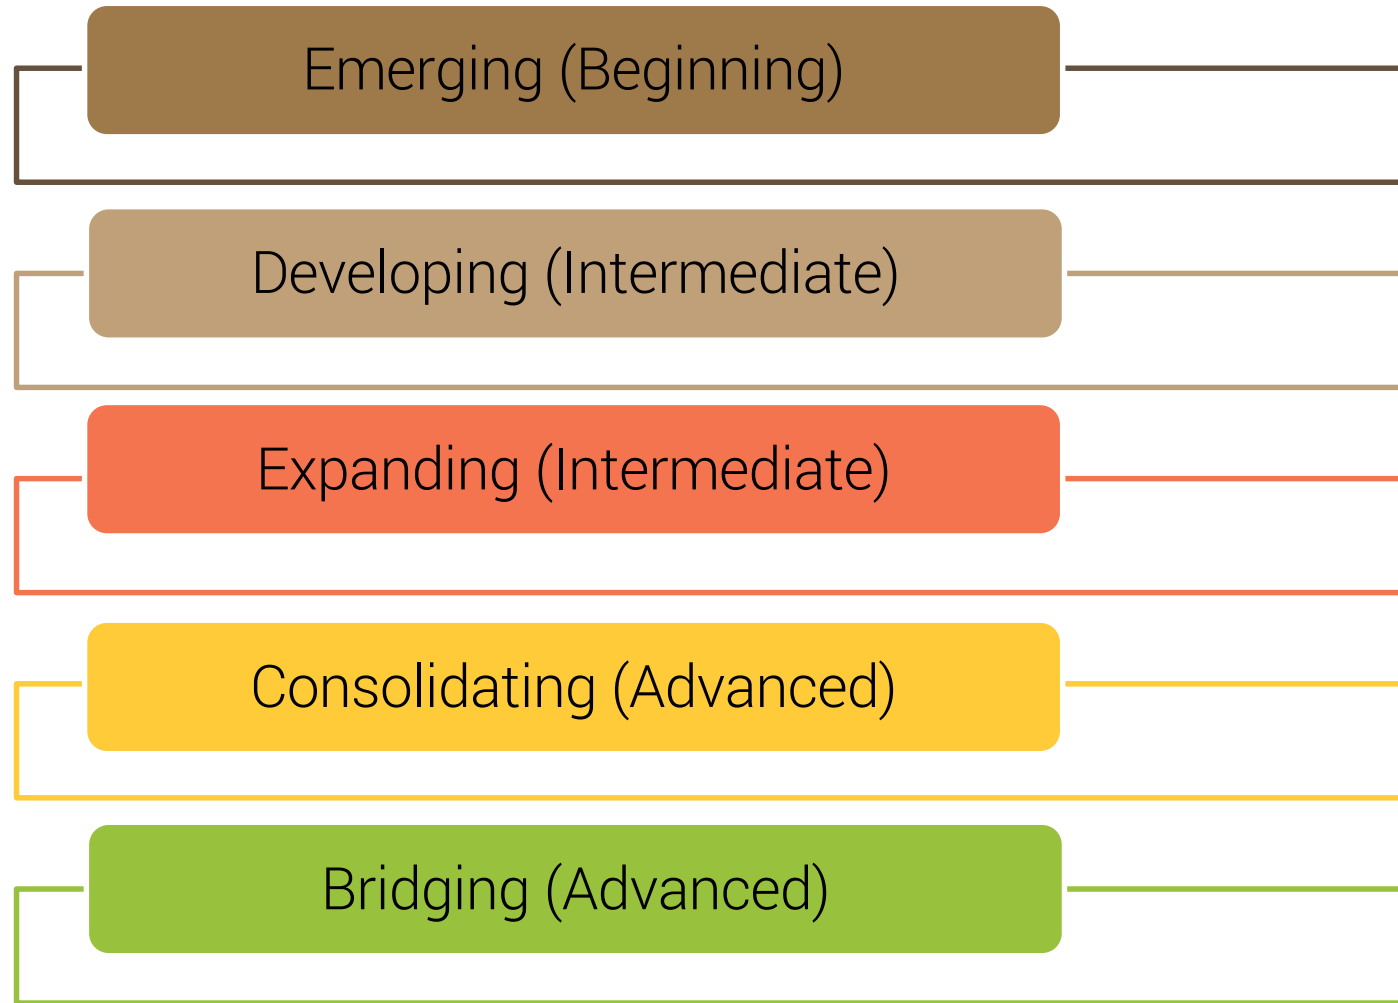 Emerging (Beginning)
Developing (Intermediate)
Expanding (Intermediate)
Consolidating (Advanced)
Bridging (Advanced)